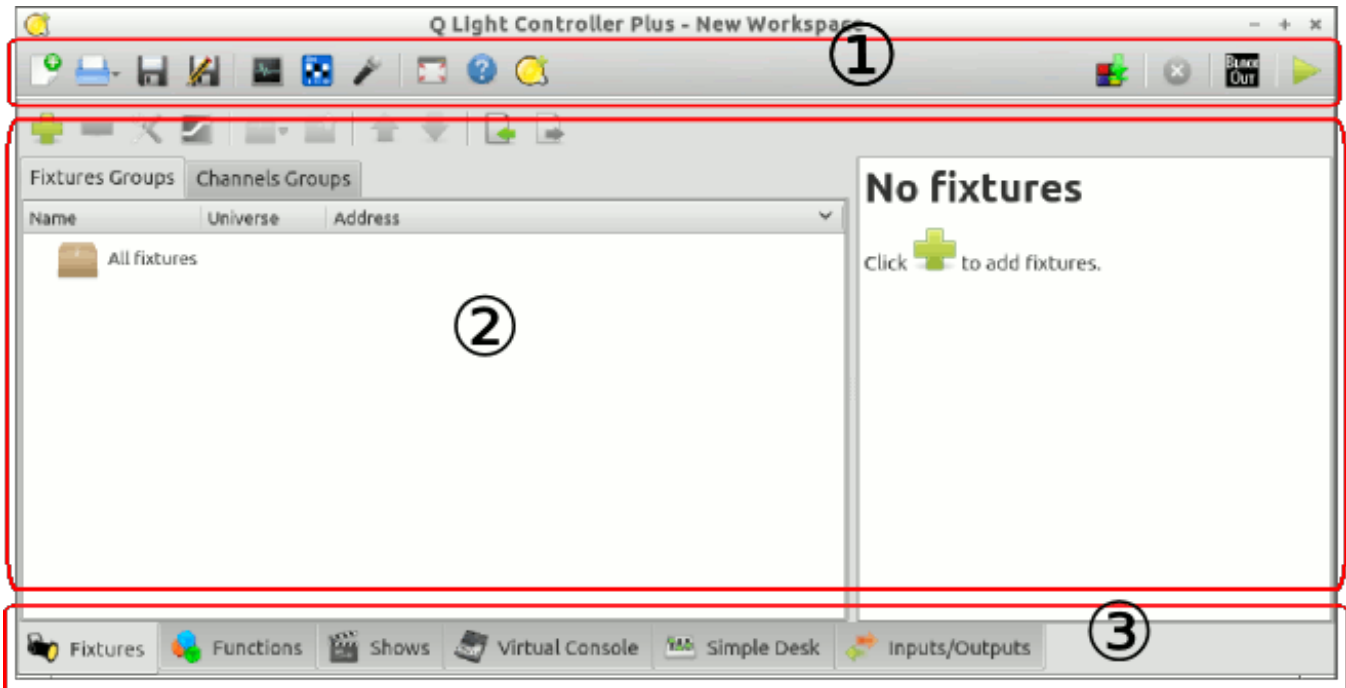 Q Light Controller Plus - New Workspace
①
BLACK
OUT
Fixtures Groups Channels Groups
Name Universe Address
All fixtures
②
No fixtures
Click to add fixtures.
③
Fixtures Functions Shows Virtual Console Simple Desk Inputs/Outputs